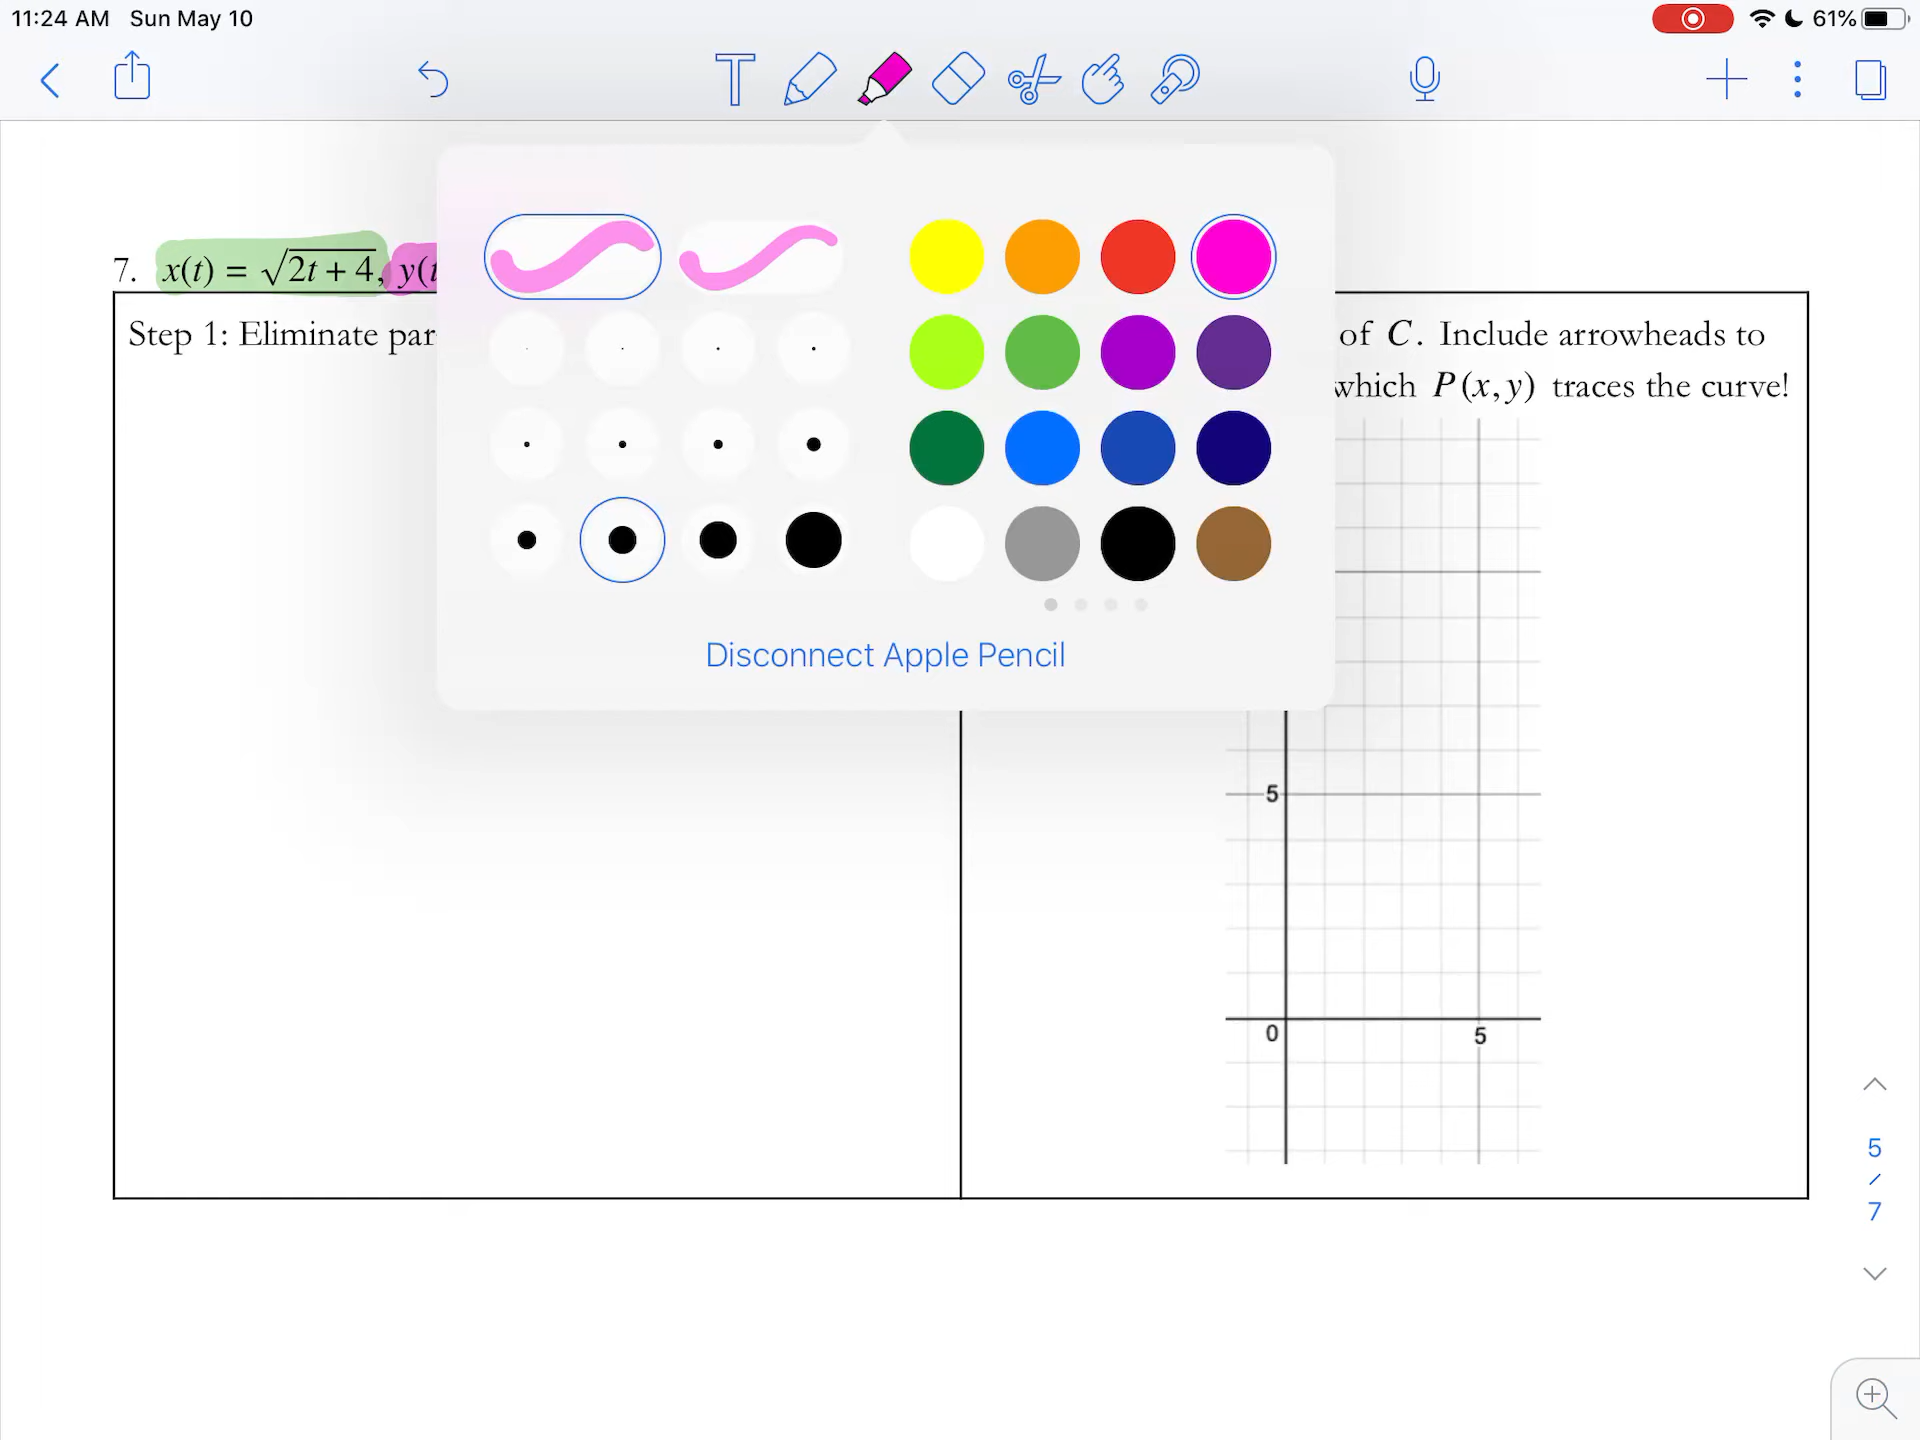 11:24 AM Sun May 10
61%
7. x(t) = √2t + 4, y(t
Step 1: Eliminate par
of C. Include arrowheads to
which P(x, y) traces the curve!
Disconnect Apple Pencil
5
0
5
5
/
7